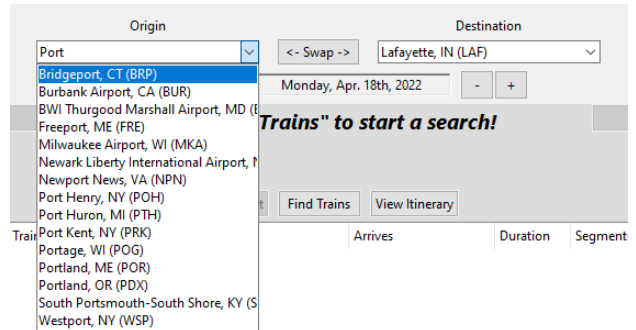 Origin
Destination
Port
<- Swap ->
Lafayette, IN (LAF)
Bridgeport, CT (BRP)
Monday, Apr. 18th, 2022
-
+
Burbank Airport, CA (BUR)
BWI Thurgood Marshall Airport, MD (
Freeport, ME (FRE)
Trains" to start a search!
Milwaukee Airport, WI (MKA)
Newark Liberty International Airport,
Newport News, VA (NPN)
Port Henry, NY (POH)
t
Find Trains
View Itinerary
Port Huron, MI (PTH)
Port Kent, NY (PRK)
Train
Arrives
Duration
Segment
Portage, WI (POG)
Portland, ME (POR)
Portland, OR (PDX)
South Portsmouth-South Shore, KY (S
Westport, NY (WSP)